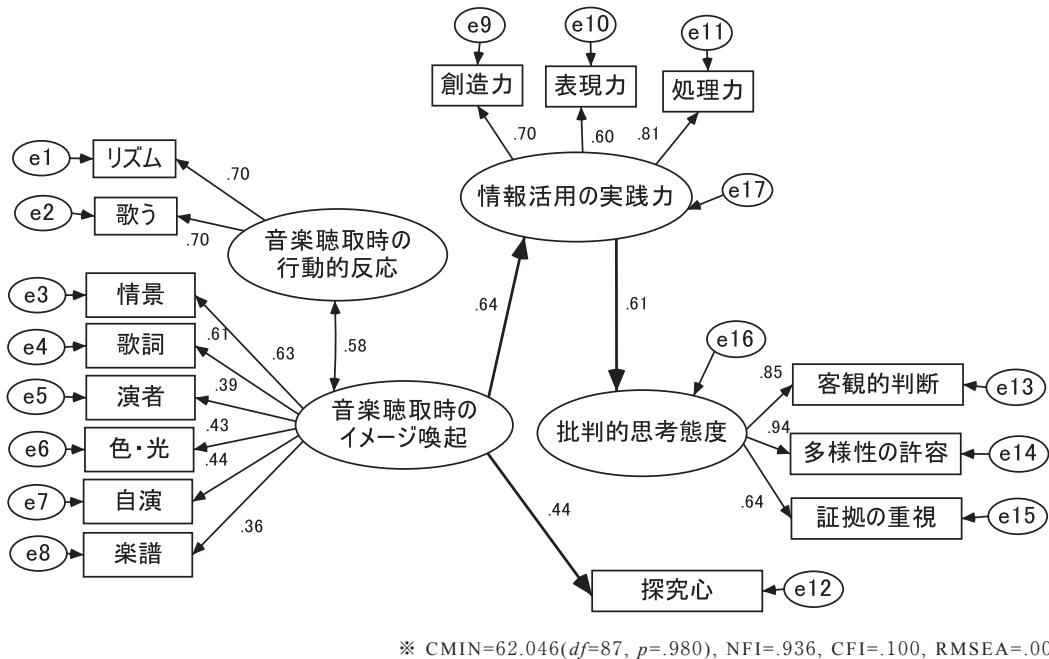 e9
e10
e11
創造力
表現力
処理力
.70
.60
.81
e1
リズム
.70
情報活用の実践力
e17
e2
歌う
.70
音楽聴取時の
行動的反応
e3
情景
.64
.61
e4
歌詞
.61
.63
.58
e16
e5
演者
.39
.85
客観的判断
e13
e6
色・光
.43
音楽聴取時の
イメージ喚起
批判的思考態度
.94
多様性の許容
e14
.44
e7
自演
.44
.64
証拠の重視
e15
e8
楽譜
.36
探究心
e12
※ CMIN=62.046(df=87, p=.980), NFI=.936, CFI=.100, RMSEA=.00